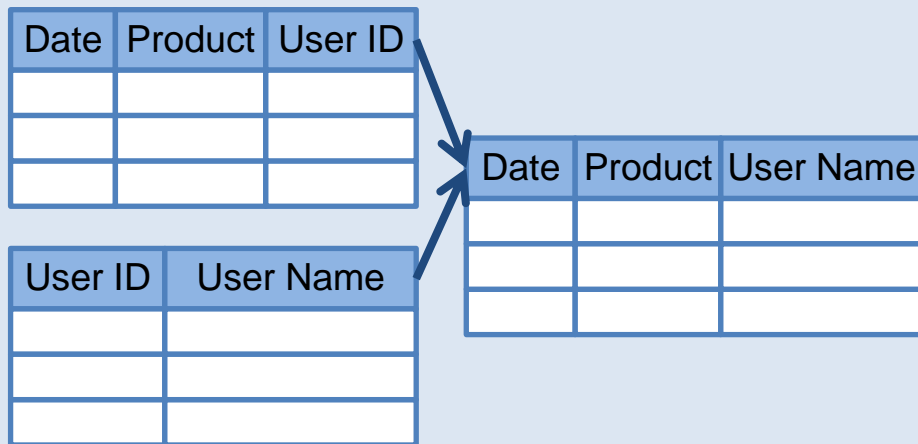 Date Product User ID
User ID User Name
Date Product User Name